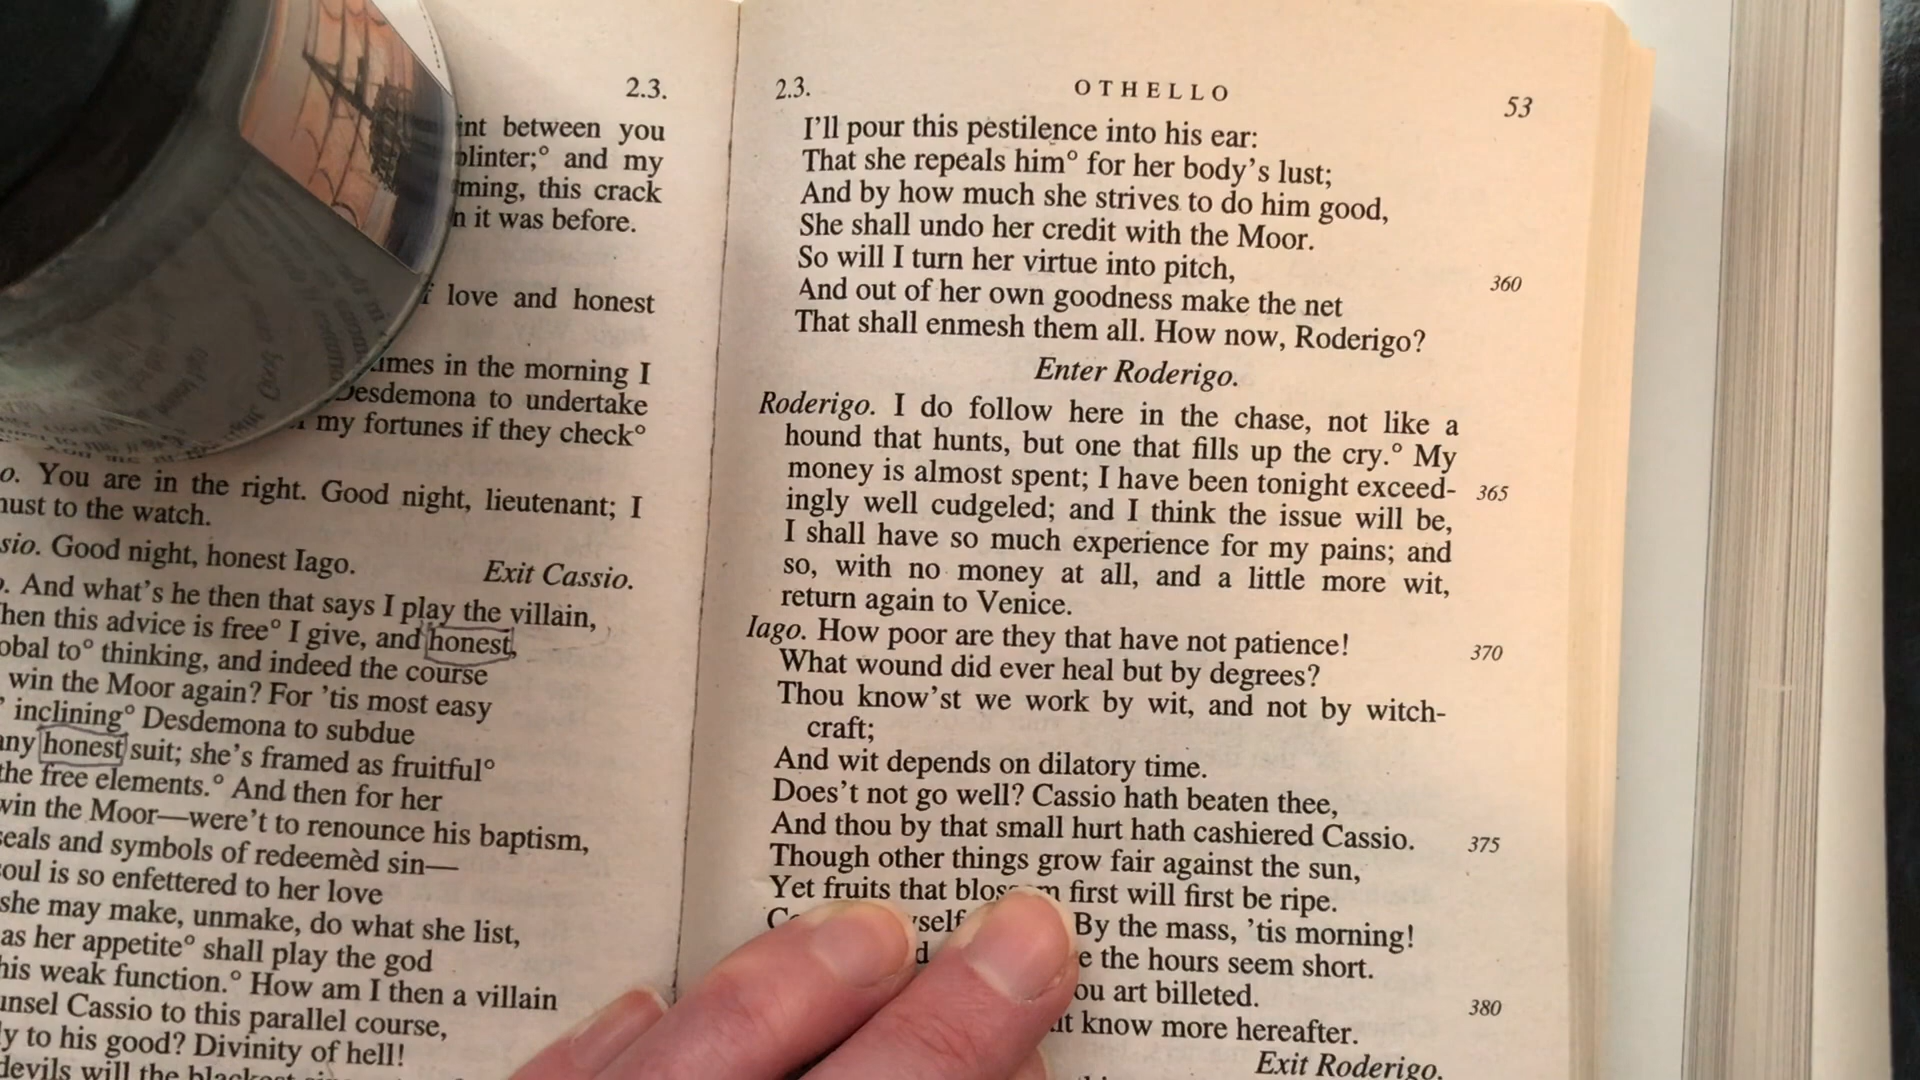 2.3.
int between you
blinter;° and my
ming, this crack
n it was before.
love and honest
imes in the morning I
Desdemona to undertake
my fortunes if they check°
o. You are in the right. Good night, lieutenant; I
nust to the watch.
sio. Good night, honest Iago.
Exit Cassio.
. And what's he then that says I play the villain,
hen this advice is free° I give, and honest,
obal to° thinking, and indeed the course
win the Moor again? For 'tis most easy
inclining° Desdemona to subdue
any honest suit; she's framed as fruitful°
the free elements.° And then for her
win the Moor—were't to renounce his baptism,
seals and symbols of redeemèd sin—
soul is so enfettered to her love
she may make, unmake, do what she list,
as her appetite° shall play the god
his weak function.° How am I then a villain
unsel Cassio to this parallel course,
ly to his good? Divinity of hell!
devils will the blackest
2.3. OTHELLO 53
I'll pour this pestilence into his ear:
That she repeals him° for her body's lust;
And by how much she strives to do him good,
She shall undo her credit with the Moor.
So will I turn her virtue into pitch, 360
And out of her own goodness make the net
That shall enmesh them all. How now, Roderigo?
Enter Roderigo.
Roderigo. I do follow here in the chase, not like a
hound that hunts, but one that fills up the cry.° My
money is almost spent; I have been tonight exceed- 365
ingly well cudgeled; and I think the issue will be,
I shall have so much experience for my pains; and
so, with no money at all, and a little more wit,
return again to Venice.
Iago. How poor are they that have not patience! 370
What wound did ever heal but by degrees?
Thou know'st we work by wit, and not by witch-
craft;
And wit depends on dilatory time.
Does't not go well? Cassio hath beaten thee,
And thou by that small hurt hath cashiered Cassio. 375
Though other things grow fair against the sun,
Yet fruits that blossom first will first be ripe.
yself By the mass, 'tis morning!
d e the hours seem short.
ou art billeted. 380
lt know more hereafter.
Exit Roderigo.